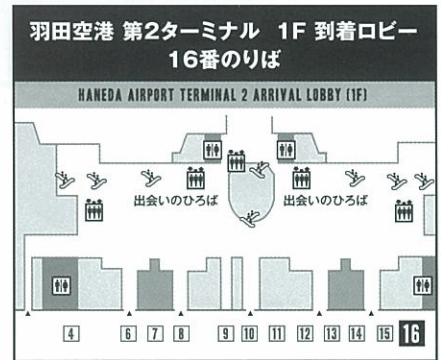 羽田空港 第2ターミナル 1F 到着ロビー
16番のりば
HANEDA AIRPORT TERMINAL 2 ARRIVAL LOBBY (1F)
出会いのひろば 出会いのひろば
4 6 7 8 9 10 11 12 13 14 15 16